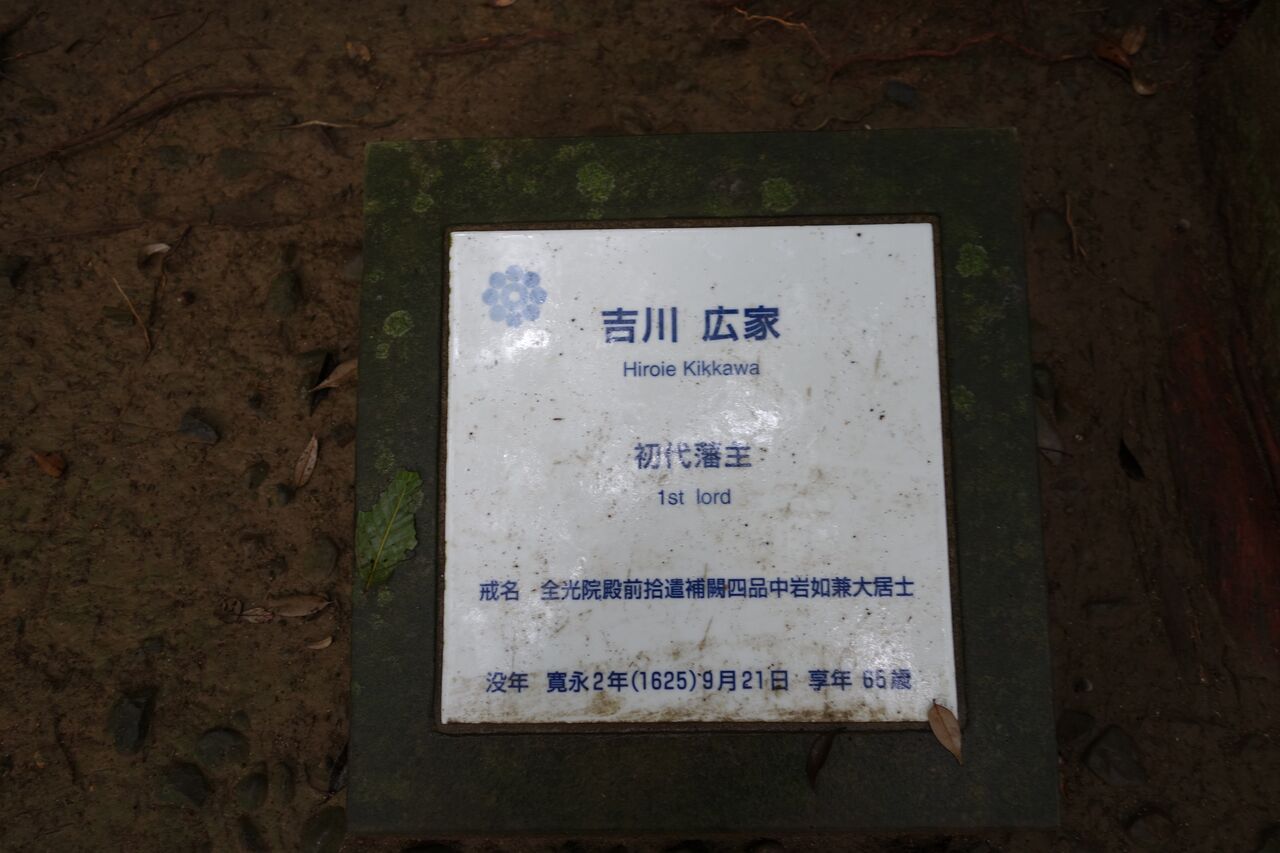 吉川 広家
Hiroie Kikkawa
初代藩主
1st lord
戒名 全光院殿前拾遺補闕四品中岩如兼大居士
没年 寛永2年(1625)9月21日 享年 65歳